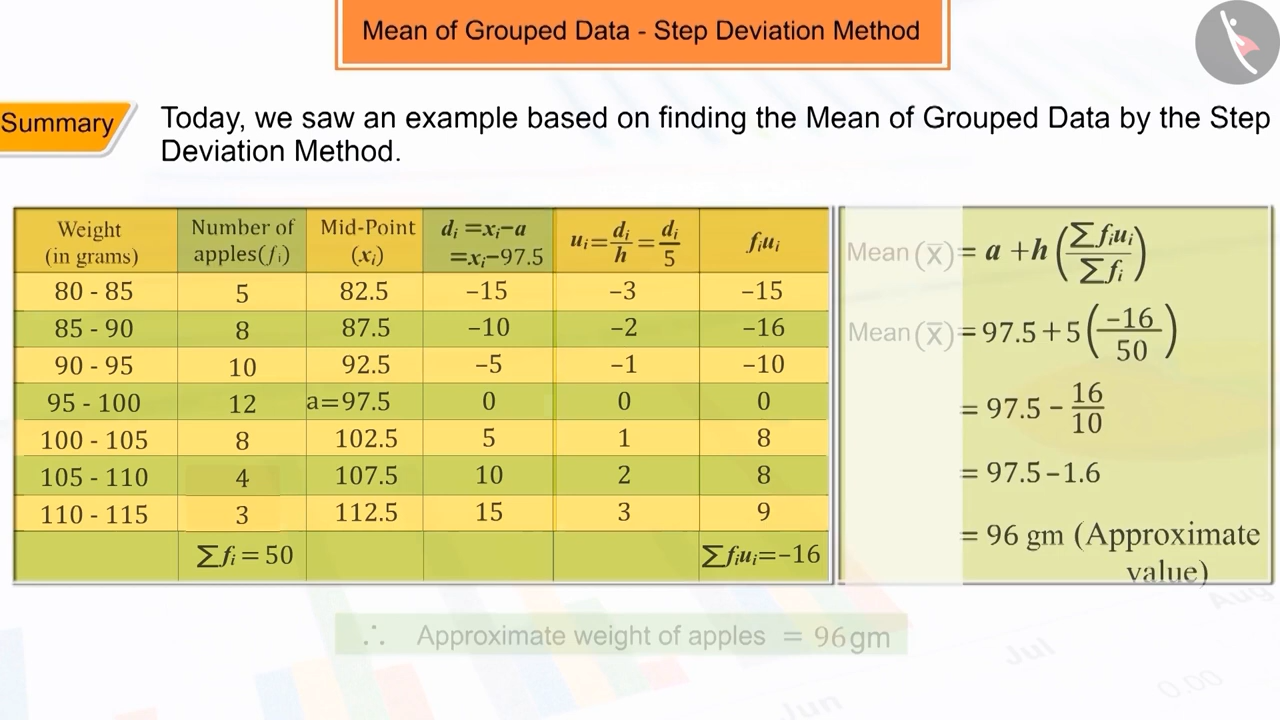 Mean of Grouped Data - Step Deviation Method
Summary
Today, we saw an example based on finding the Mean of Grouped Data by the Step
Deviation Method.
Weight (in grams) | Number of apples(fᵢ) | Mid-Point (xᵢ) | dᵢ =xᵢ–a =xᵢ–97.5 | uᵢ= dᵢ/h = dᵢ/5 | fᵢuᵢ
80 - 85 | 5 | 82.5 | –15 | –3 | –15
85 - 90 | 8 | 87.5 | –10 | –2 | –16
90 - 95 | 10 | 92.5 | –5 | –1 | –10
95 - 100 | 12 | a=97.5 | 0 | 0 | 0
100 - 105 | 8 | 102.5 | 5 | 1 | 8
105 - 110 | 4 | 107.5 | 10 | 2 | 8
110 - 115 | 3 | 112.5 | 15 | 3 | 9
∑fᵢ = 50 | ∑fᵢuᵢ=–16
Mean (x̅) = a +h (∑fᵢuᵢ/∑fᵢ)
Mean (x̅) = 97.5+5 (–16/50)
= 97.5 – 16/10
= 97.5–1.6
= 96 gm (Approximate
value)
∴ Approximate weight of apples = 96gm
Aug
Jul
Jun
0.00